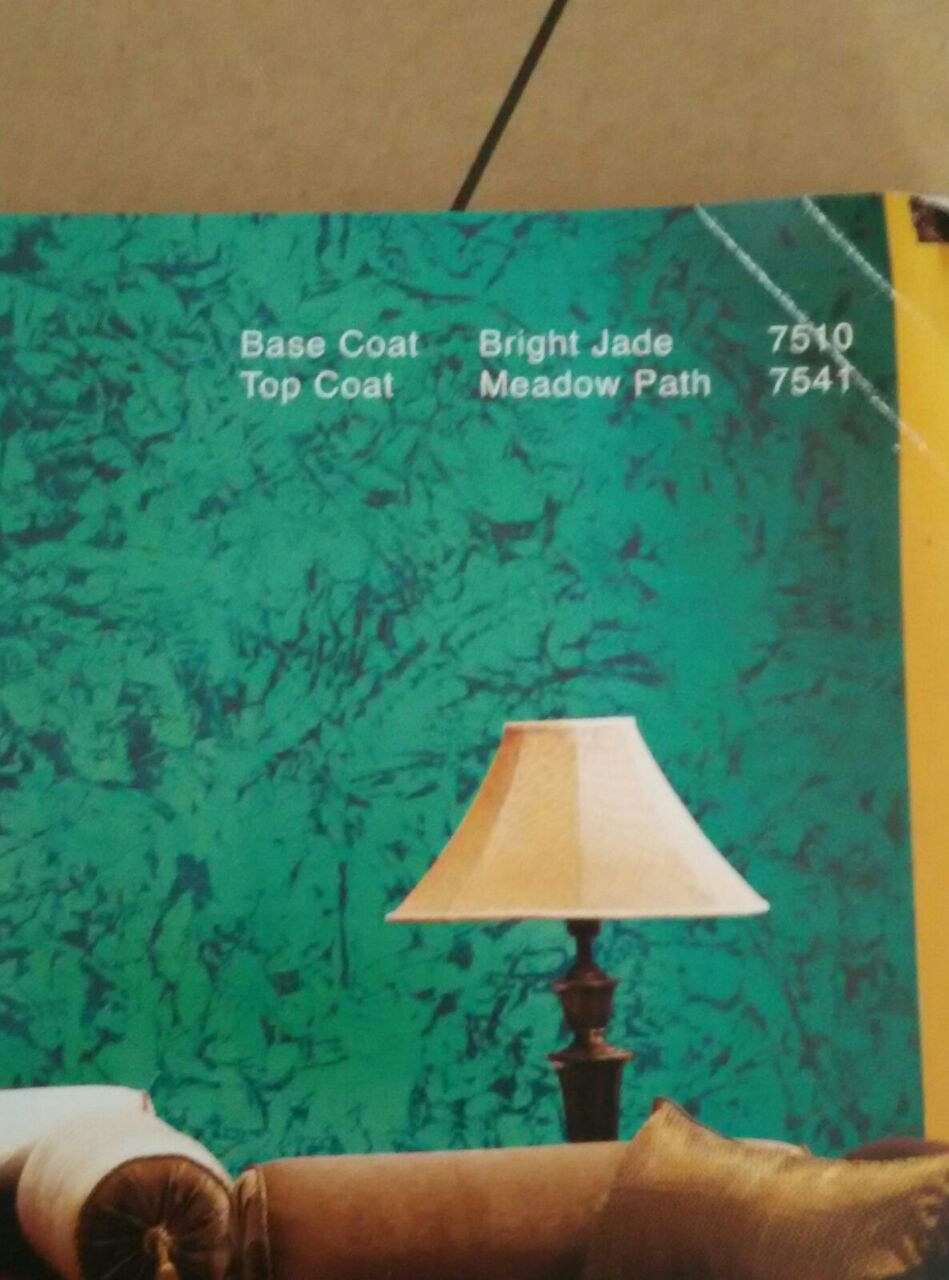 Base Coat Bright Jade 7510
Top Coat Meadow Path 7541